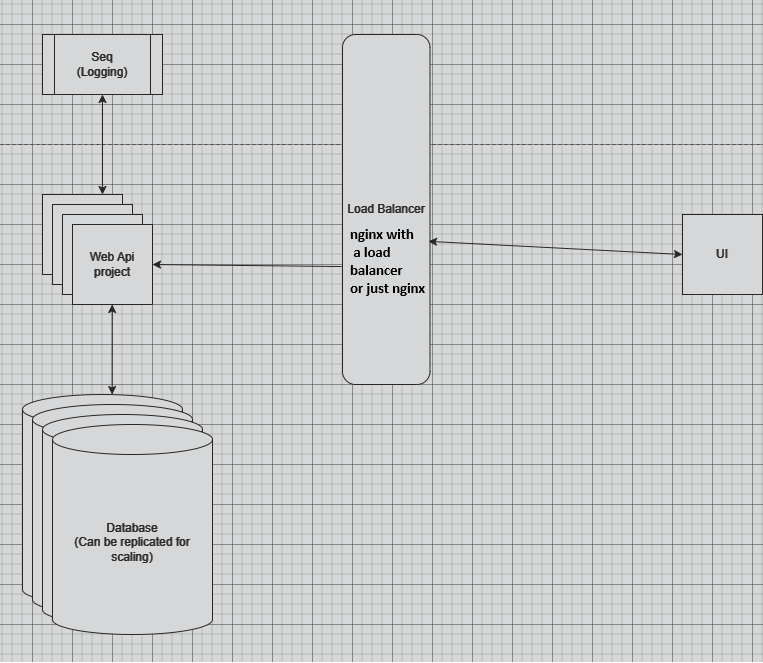 Seq
(Logging)
Load Balancer
nginx with
a load
balancer
or just nginx
Web Api
project
UI
Database
(Can be replicated for
scaling)